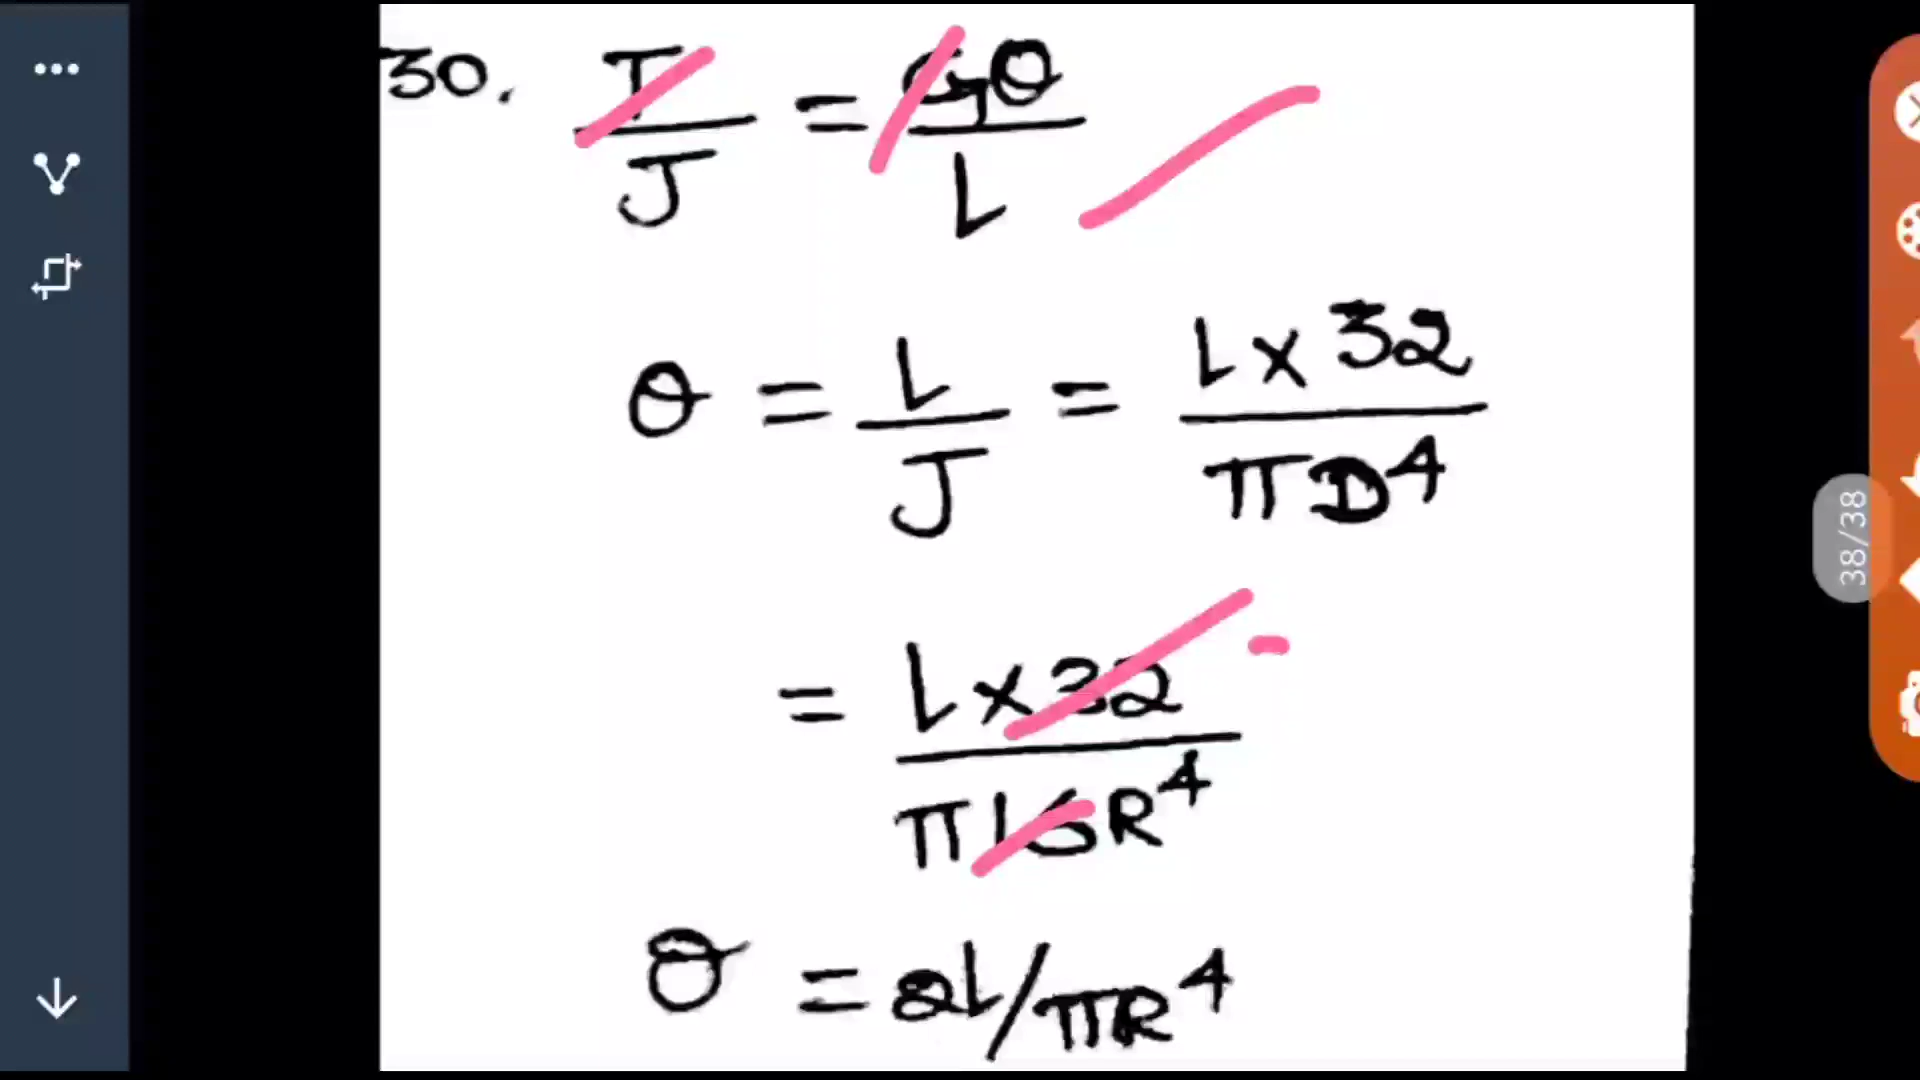 30. T/J = Gθ/L
θ = L/J = L×32/πD⁴
= L×32/π16R⁴
θ = 2L/πR⁴
38/38